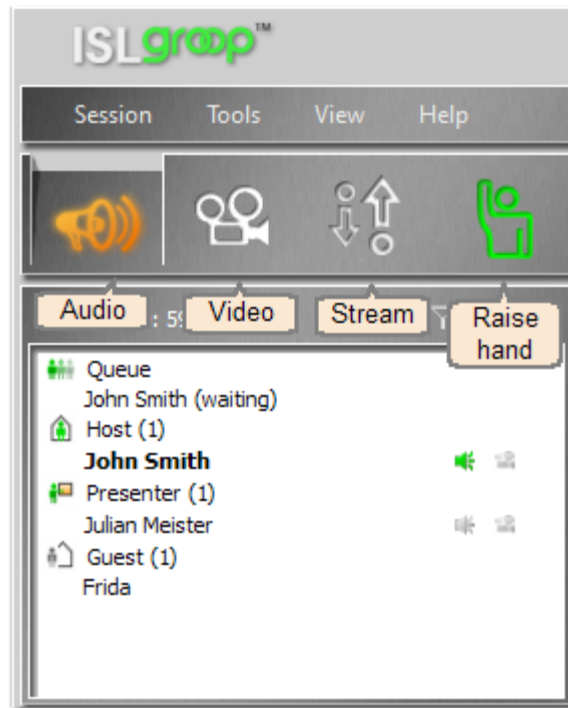 ISLgroop™
Session Tools View Help
Audio : 59 Video Stream Raise hand
Queue
John Smith (waiting)
Host (1)
John Smith
Presenter (1)
Julian Meister
Guest (1)
Frida